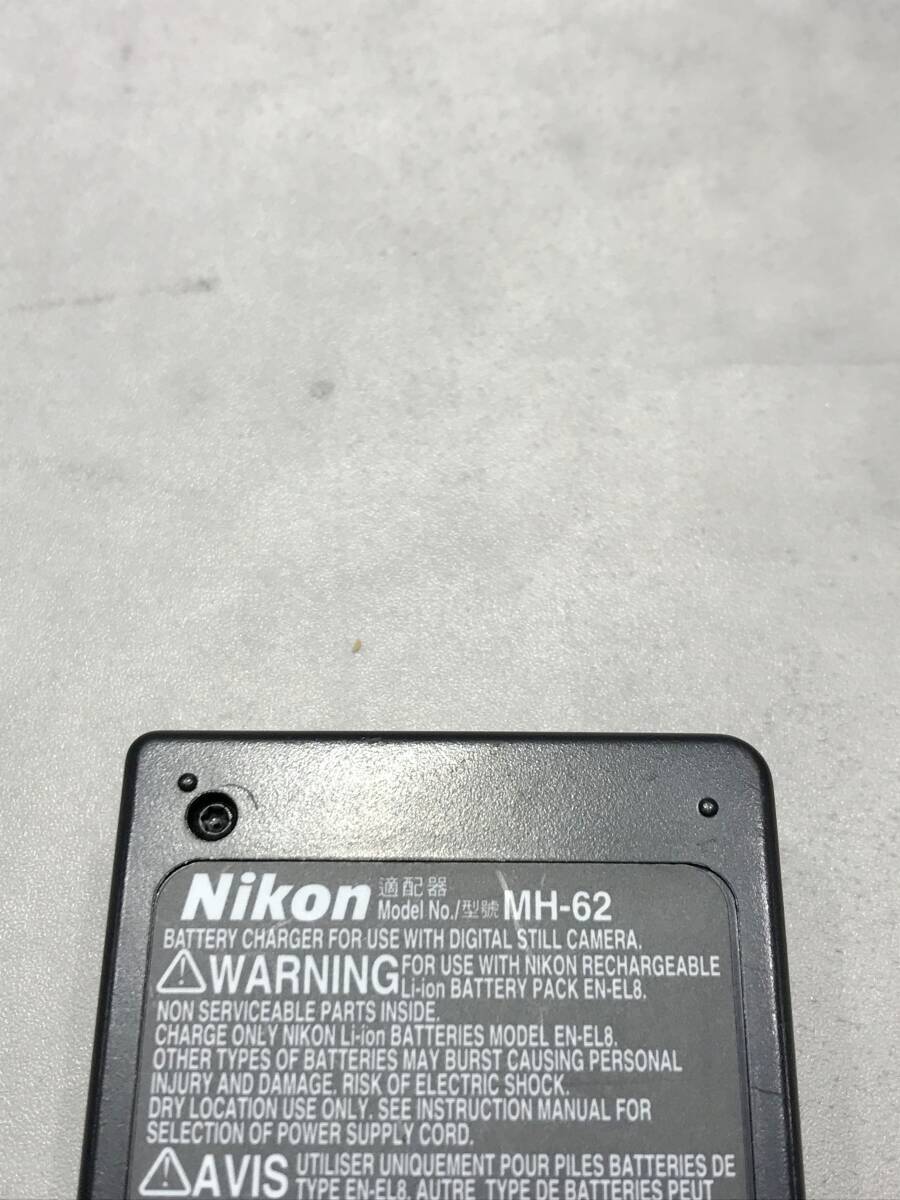 Nikon 適配器
Model No./型號 MH-62
BATTERY CHARGER FOR USE WITH DIGITAL STILL CAMERA.
WARNING FOR USE WITH NIKON RECHARGEABLE
Li-ion BATTERY PACK EN-EL8.
NON SERVICEABLE PARTS INSIDE.
CHARGE ONLY NIKON Li-ion BATTERIES MODEL EN-EL8.
OTHER TYPES OF BATTERIES MAY BURST CAUSING PERSONAL
INJURY AND DAMAGE. RISK OF ELECTRIC SHOCK.
DRY LOCATION USE ONLY. SEE INSTRUCTION MANUAL FOR
SELECTION OF POWER SUPPLY CORD.
AVIS UTILISER UNIQUEMENT POUR PILES BATTERIES DE
TYPE EN-EL8. AUTRE TYPE DE BATTERIES PEUT